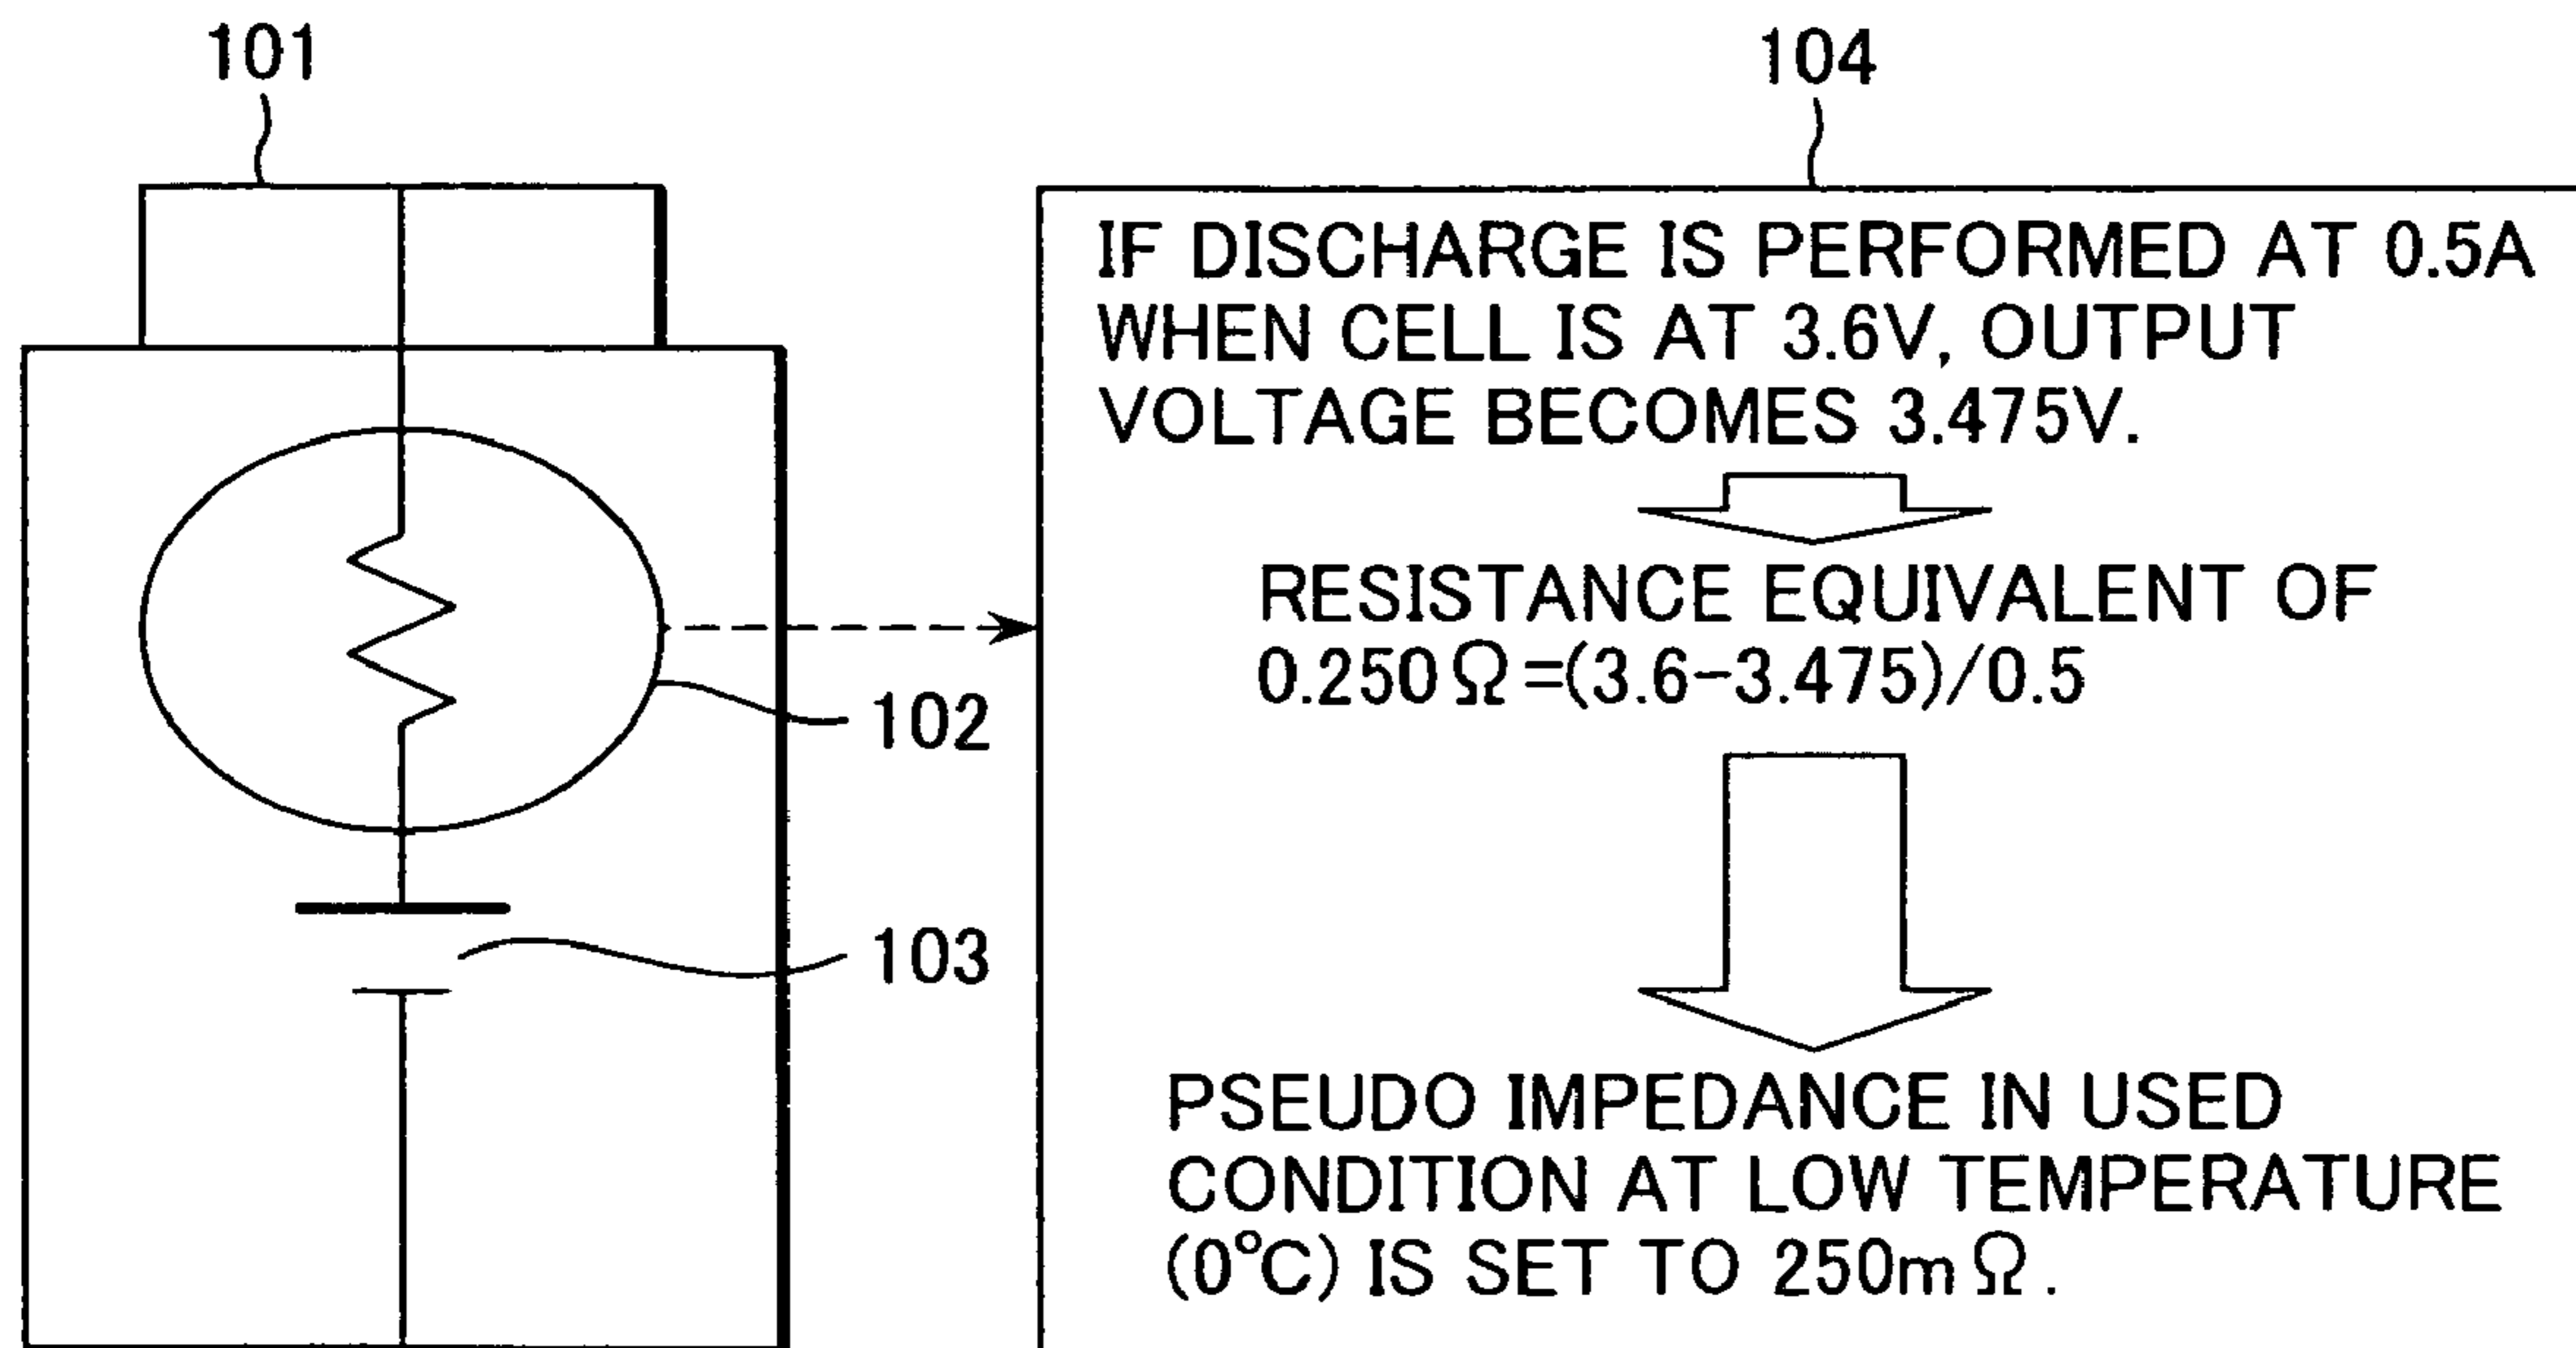 101
104
IF DISCHARGE IS PERFORMED AT 0.5A
WHEN CELL IS AT 3.6V, OUTPUT
VOLTAGE BECOMES 3.475V.
RESISTANCE EQUIVALENT OF
0.250Ω=(3.6-3.475)/0.5
102
103
PSEUDO IMPEDANCE IN USED
CONDITION AT LOW TEMPERATURE
(0℃) IS SET TO 250mΩ.